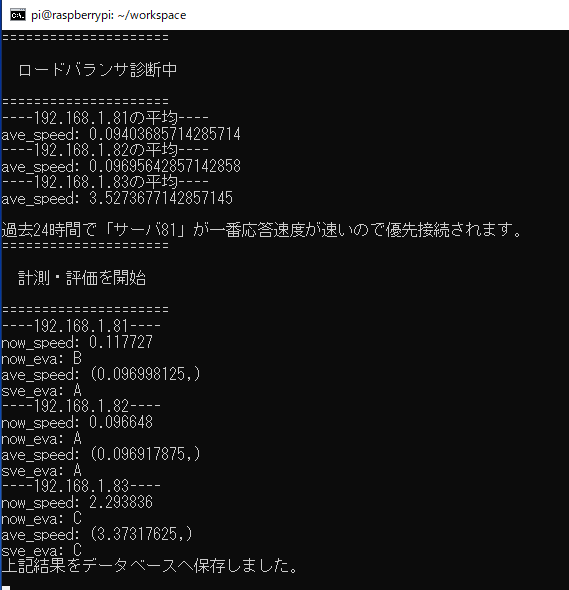 pi@raspberrypi: ~/workspace
=====================
ロードバランサ診断中
=====================
----192.168.1.81の平均----
ave_speed: 0.09403685714285714
----192.168.1.82の平均----
ave_speed: 0.09695642857142858
----192.168.1.83の平均----
ave_speed: 3.5273677142857145
過去24時間で「サーバ81」が一番応答速度が速いので優先接続されます。
=====================
計測・評価を開始
=====================
----192.168.1.81----
now_speed: 0.117727
now_eva: B
ave_speed: (0.096998125,)
sve_eva: A
----192.168.1.82----
now_speed: 0.096648
now_eva: A
ave_speed: (0.096917875,)
sve_eva: A
----192.168.1.83----
now_speed: 2.293836
now_eva: C
ave_speed: (3.37317625,)
sve_eva: C
上記結果をデータベースへ保存しました。